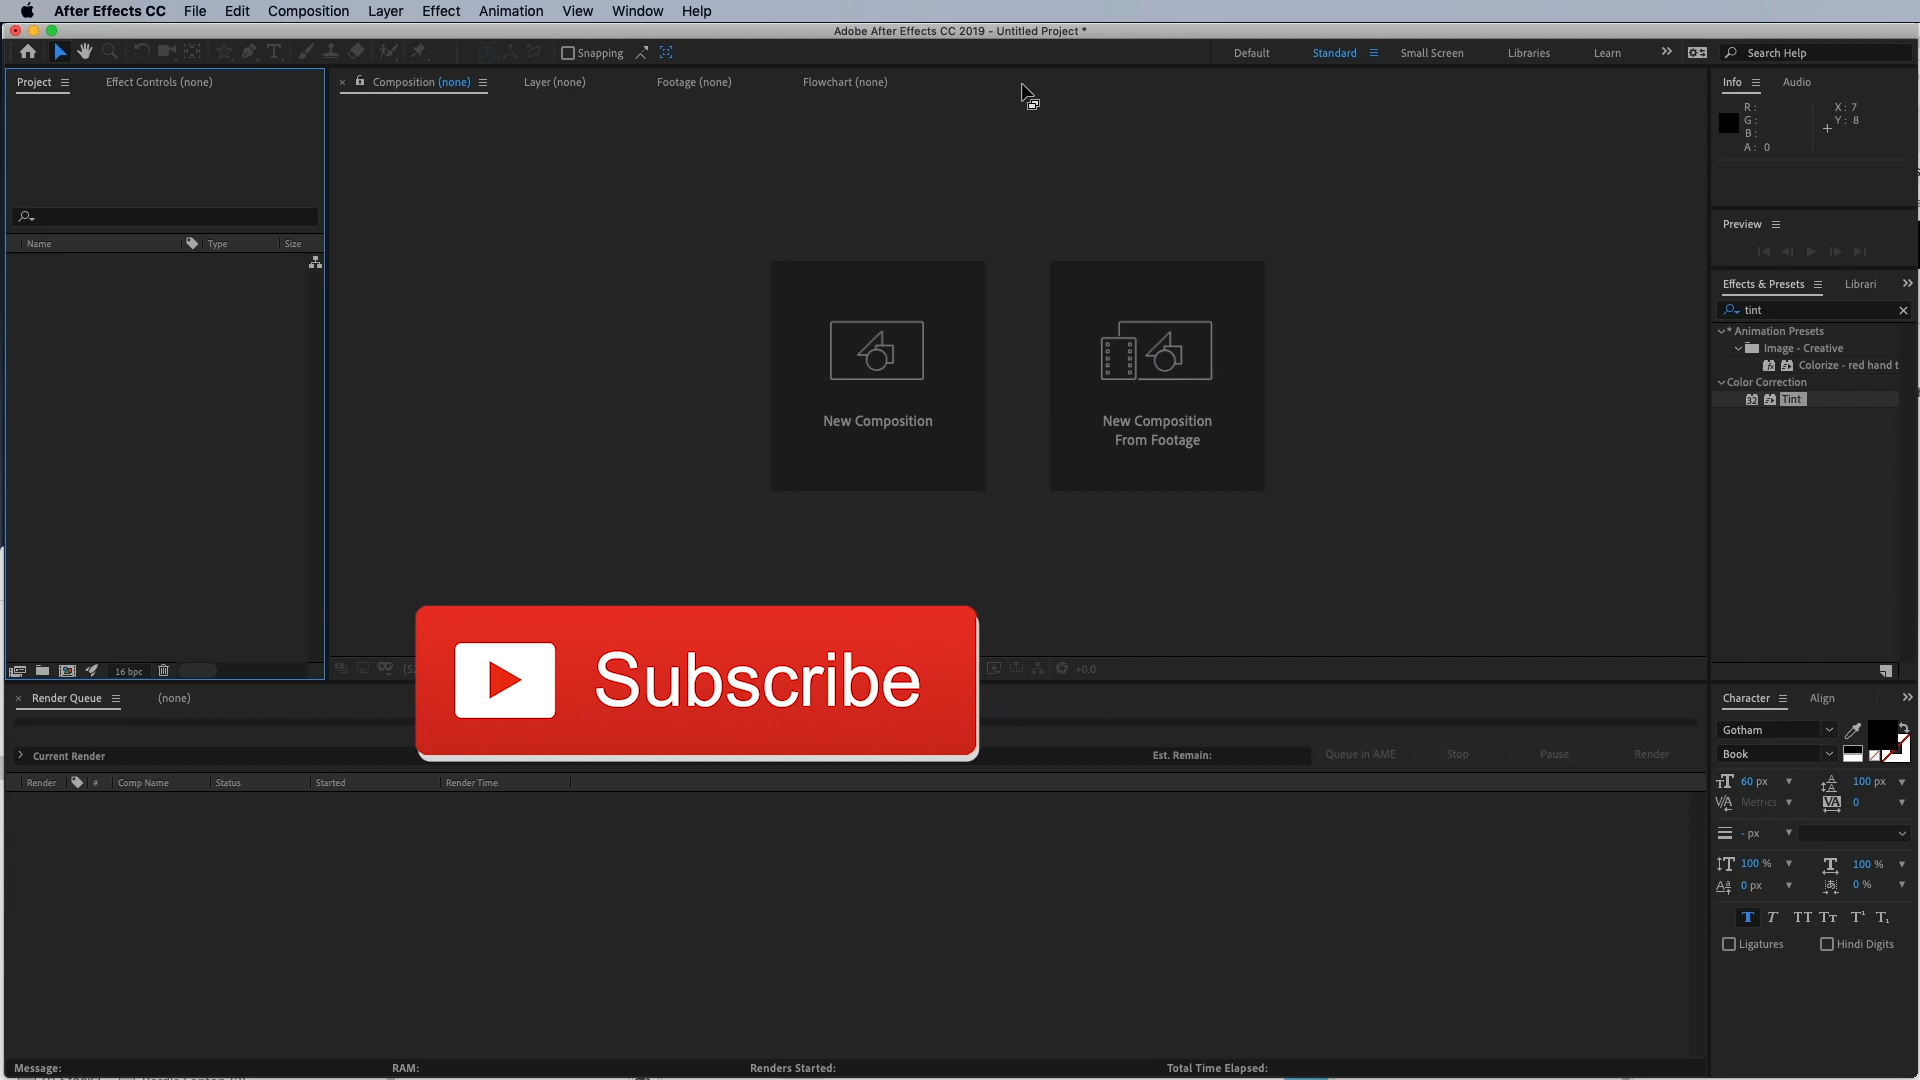 After Effects CC File Edit Composition Layer Effect Animation View Window Help
Adobe After Effects CC 2019 - Untitled Project *
Snapping
Default Standard Small Screen Libraries Learn Search Help
Project Effect Controls (none)
Composition (none) Layer (none) Footage (none) Flowchart (none)
Info Audio
R: X: 7
G: Y: 8
B:
A: 0
Name Type Size
Preview
Effects & Presets Librari
tint
* Animation Presets
Image - Creative
Colorize - red hand t
Color Correction
32 Tint
New Composition
New Composition
From Footage
16 bpc
+0.0
Subscribe
Render Queue (none)
Current Render Est. Remain: Queue in AME Stop Pause Render
Render # Comp Name Status Started Render Time
Character Align
Gotham
Book
60 px 100 px
Metrics 0
- px
100 % 100 %
0 px 0 %
Ligatures Hindi Digits
Message: RAM: Renders Started: Total Time Elapsed: